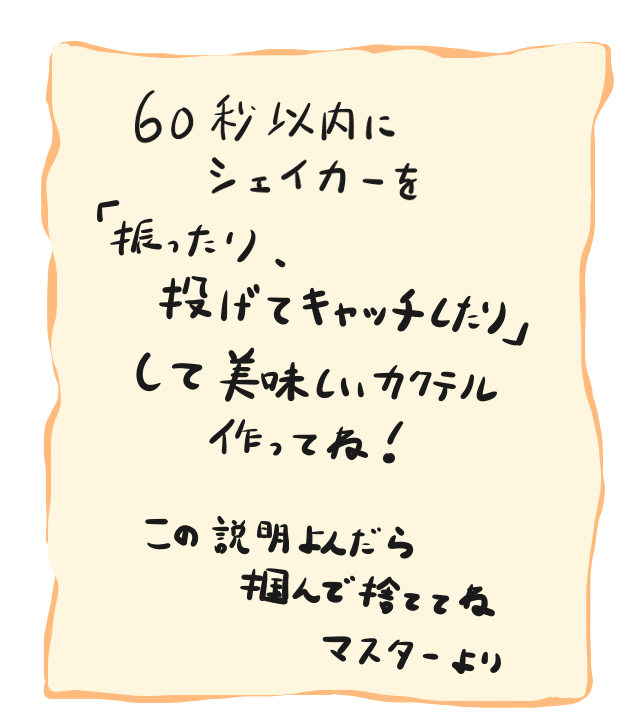 60秒以内に
シェイカーを
「振ったり、
投げてキャッチしたり」
して美味しいカクテル
作ってね！
この説明よんだら
掴んで捨ててね
マスターより